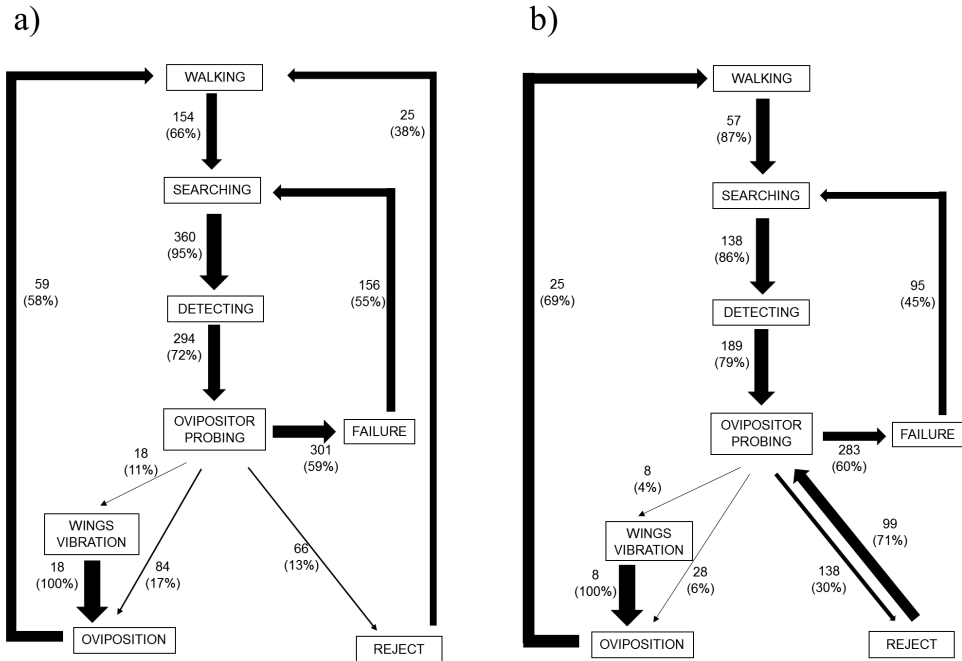 a)
WALKING
154
(66%)
25
(38%)
SEARCHING
360
(95%)
59
(58%)
156
(55%)
DETECTING
294
(72%)
OVIPOSITOR
PROBING
FAILURE
301
(59%)
18
(11%)
WINGS
VIBRATION
18
(100%)
84
(17%)
66
(13%)
OVIPOSITION
REJECT
b)
WALKING
57
(87%)
SEARCHING
138
(86%)
25
(69%)
95
(45%)
DETECTING
189
(79%)
OVIPOSITOR
PROBING
FAILURE
283
(60%)
8
(4%)
WINGS
VIBRATION
99
(71%)
8
(100%)
28
(6%)
138
(30%)
OVIPOSITION
REJECT